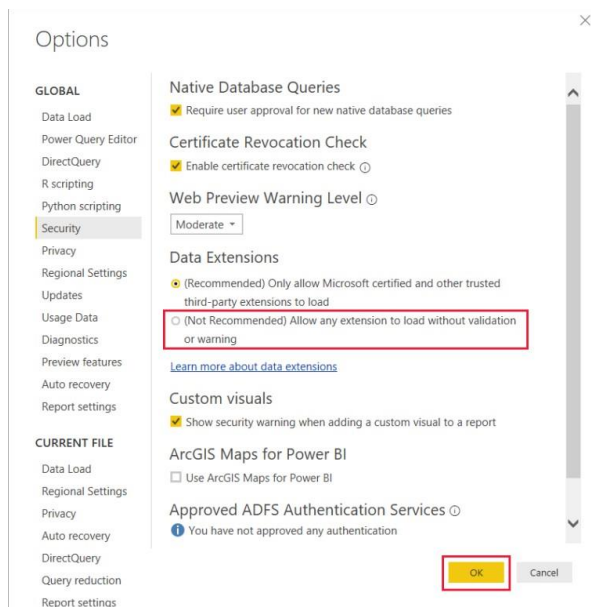 Options
GLOBAL
Data Load
Power Query Editor
DirectQuery
R scripting
Python scripting
Security
Privacy
Regional Settings
Updates
Usage Data
Diagnostics
Preview features
Auto recovery
Report settings
CURRENT FILE
Data Load
Regional Settings
Privacy
Auto recovery
DirectQuery
Query reduction
Report settings
Native Database Queries
Require user approval for new native database queries
Certificate Revocation Check
Enable certificate revocation check
Web Preview Warning Level
Moderate
Data Extensions
(Recommended) Only allow Microsoft certified and other trusted
third-party extensions to load
(Not Recommended) Allow any extension to load without validation
or warning
Learn more about data extensions
Custom visuals
Show security warning when adding a custom visual to a report
ArcGIS Maps for Power BI
Use ArcGIS Maps for Power BI
Approved ADFS Authentication Services
You have not approved any authentication
OK
Cancel